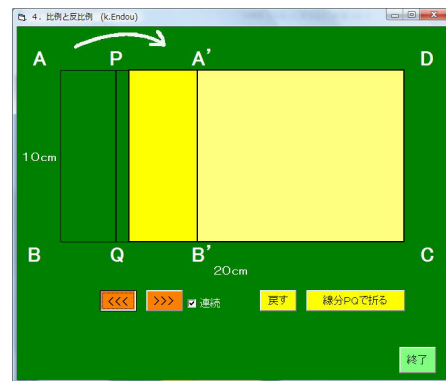 4. 比例と反比例 (k.Endou)
A P A’ D
10cm
B Q B’ C
20cm
<<< >>> 連続 戻す 線分PQで折る
終了